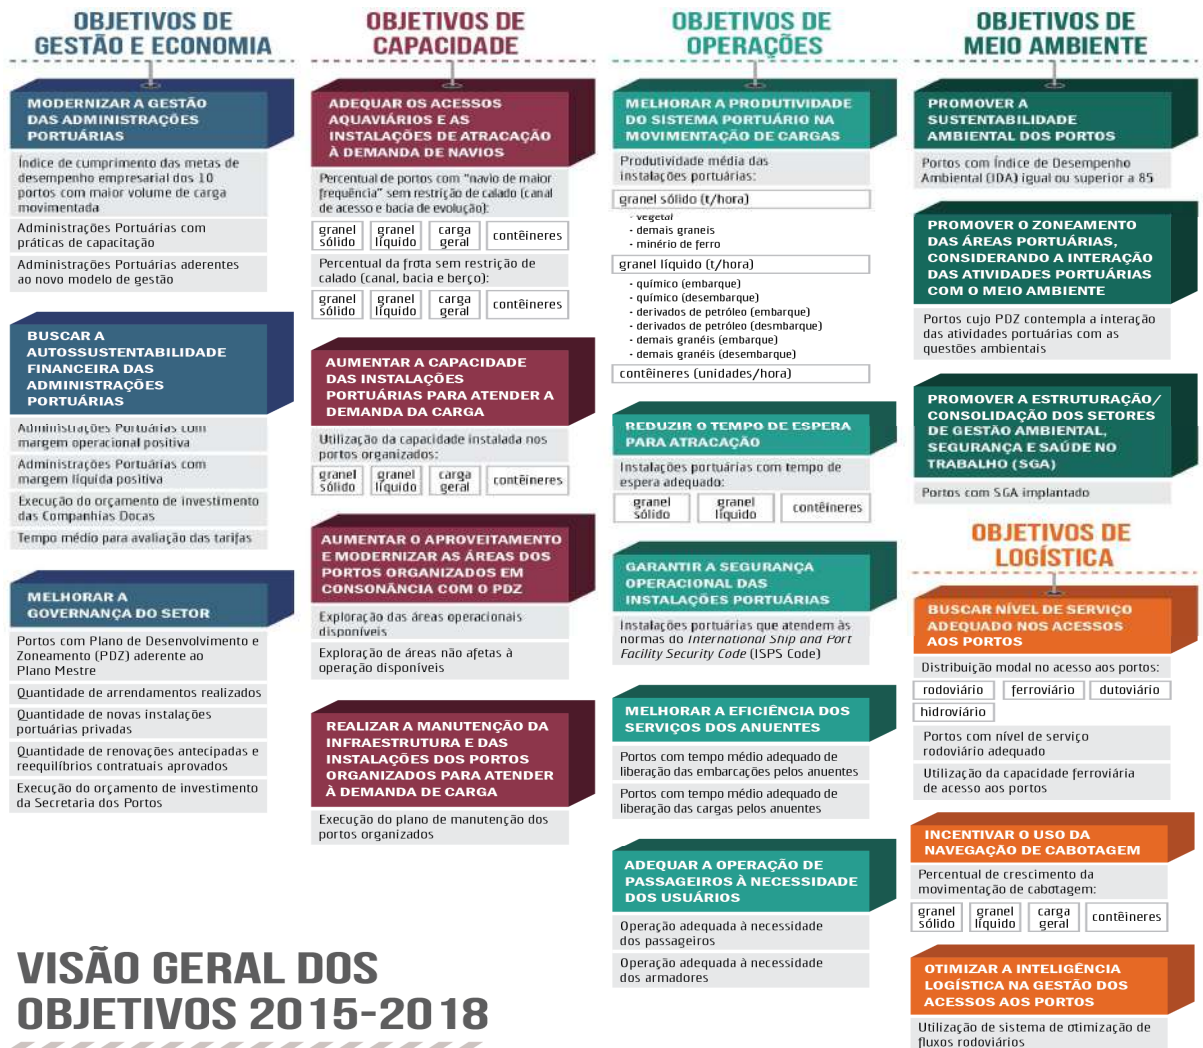 OBJETIVOS DE
GESTÃO E ECONOMIA
MODERNIZAR A GESTÃO
DAS ADMINISTRAÇÕES
PORTUÁRIAS
Índice de cumprimento das metas de
desempenho empresarial dos 10
portos com maior volume de carga
movimentada
Administrações Portuárias com
práticas de capacitação
Administrações Portuárias aderentes
ao novo modelo de gestão
BUSCAR A
AUTOSSUSTENTABILIDADE
FINANCEIRA DAS
ADMINISTRAÇÕES
PORTUÁRIAS
Administrações Portuárias com
margem operacional positiva
Administrações Portuárias com
margem líquida positiva
Execução do orçamento de investimento
das Companhias Docas
Tempo médio para avaliação das tarifas
MELHORAR A
GOVERNANÇA DO SETOR
Portos com Plano de Desenvolvimento e
Zoneamento (PDZ) aderente ao
Plano Mestre
Quantidade de arrendamentos realizados
Quantidade de novas instalações
portuárias privadas
Quantidade de renovações antecipadas e
reequilíbrios contratuais aprovados
Execução do orçamento de investimento
da Secretaria dos Portos
OBJETIVOS DE
CAPACIDADE
ADEQUAR OS ACESSOS
AQUAVIÁRIOS E AS
INSTALAÇÕES DE ATRACAÇÃO
À DEMANDA DE NAVIOS
Percentual de portos com "navio de maior
frequência" sem restrição de calado (canal
de acesso e bacia de evolução):
granel sólido granel líquido carga geral contêineres
Percentual da frota sem restrição de
calado (canal, bacia e berço):
granel sólido granel líquido carga geral contêineres
AUMENTAR A CAPACIDADE
DAS INSTALAÇÕES
PORTUÁRIAS PARA ATENDER A
DEMANDA DA CARGA
Utilização da capacidade instalada nos
portos organizados:
granel sólido granel líquido carga geral contêineres
AUMENTAR O APROVEITAMENTO
E MODERNIZAR AS ÁREAS DOS
PORTOS ORGANIZADOS EM
CONSONÂNCIA COM O PDZ
Exploração das áreas operacionais
disponíveis
Exploração de áreas não afetas à
operação disponíveis
REALIZAR A MANUTENÇÃO DA
INFRAESTRUTURA E DAS
INSTALAÇÕES DOS PORTOS
ORGANIZADOS PARA ATENDER
À DEMANDA DE CARGA
Execução do plano de manutenção dos
portos organizados
OBJETIVOS DE
OPERAÇÕES
MELHORAR A PRODUTIVIDADE
DO SISTEMA PORTUÁRIO NA
MOVIMENTAÇÃO DE CARGAS
Produtividade média das
instalações portuárias:
granel sólido (t/hora)
- vegetal
- demais graneis
- minério de ferro
granel líquido (t/hora)
- químico (embarque)
- químico (desembarque)
- derivados de petróleo (embarque)
- derivados de petróleo (desmbarque)
- demais granéis (embarque)
- demais granéis (desembarque)
contêineres (unidades/hora)
REDUZIR O TEMPO DE ESPERA
PARA ATRACAÇÃO
Instalações portuárias com tempo de
espera adequado:
granel sólido granel líquido contêineres
GARANTIR A SEGURANÇA
OPERACIONAL DAS
INSTALAÇÕES PORTUÁRIAS
Instalações portuárias que atendem às
normas do International Ship and Port
Facility Security Code (ISPS Code)
MELHORAR A EFICIÊNCIA DOS
SERVIÇOS DOS ANUENTES
Portos com tempo médio adequado de
liberação das embarcações pelos anuentes
Portos com tempo médio adequado de
liberação das cargas pelos anuentes
ADEQUAR A OPERAÇÃO DE
PASSAGEIROS À NECESSIDADE
DOS USUÁRIOS
Operação adequada à necessidade
dos passageiros
Operação adequada à necessidade
dos armadores
OBJETIVOS DE
MEIO AMBIENTE
PROMOVER A
SUSTENTABILIDADE
AMBIENTAL DOS PORTOS
Portos com Índice de Desempenho
Ambiental (IDA) igual ou superior a 85
PROMOVER O ZONEAMENTO
DAS ÁREAS PORTUÁRIAS,
CONSIDERANDO A INTERAÇÃO
DAS ATIVIDADES PORTUÁRIAS
COM O MEIO AMBIENTE
Portos cujo PDZ contempla a interação
das atividades portuárias com as
questões ambientais
PROMOVER A ESTRUTURAÇÃO/
CONSOLIDAÇÃO DOS SETORES
DE GESTÃO AMBIENTAL,
SEGURANÇA E SAÚDE NO
TRABALHO (SGA)
Portos com SGA implantado
OBJETIVOS DE
LOGÍSTICA
BUSCAR NÍVEL DE SERVIÇO
ADEQUADO NOS ACESSOS
AOS PORTOS
Distribuição modal no acesso aos portos:
rodoviário ferroviário dutoviário
hidroviário
Portos com nível de serviço
rodoviário adequado
Utilização da capacidade ferroviária
de acesso aos portos
INCENTIVAR O USO DA
NAVEGAÇÃO DE CABOTAGEM
Percentual de crescimento da
movimentação de cabotagem:
granel sólido granel líquido carga geral contêineres
OTIMIZAR A INTELIGÊNCIA
LOGÍSTICA NA GESTÃO DOS
ACESSOS AOS PORTOS
Utilização de sistema de otimização de
fluxos rodoviários
VISÃO GERAL DOS
OBJETIVOS 2015-2018